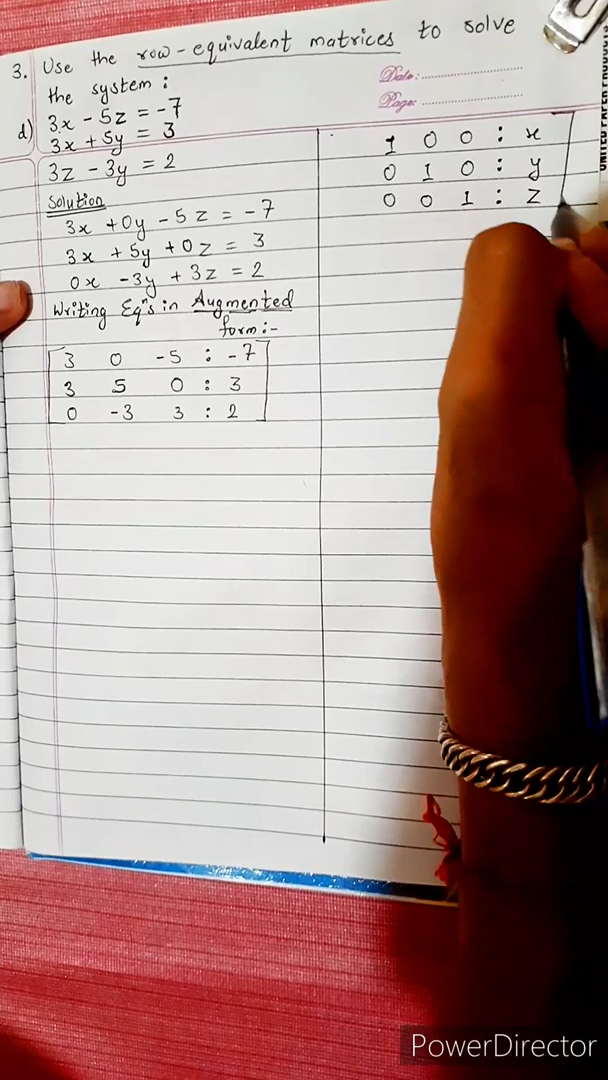 3. Use the row-equivalent matrices to solve
the system:
d) 3x - 5z = -7
3x + 5y = 3
3z - 3y = 2
Solution
3x + 0y - 5z = -7
3x + 5y + 0z = 3
0x - 3y + 3z = 2
Writing Eqⁿs in Augmented
form:-
3 0 -5 : -7
3 5 0 : 3
0 -3 3 : 2
Date:
Page:
1 0 0 : x
0 1 0 : y
0 0 1 : z
PowerDirector